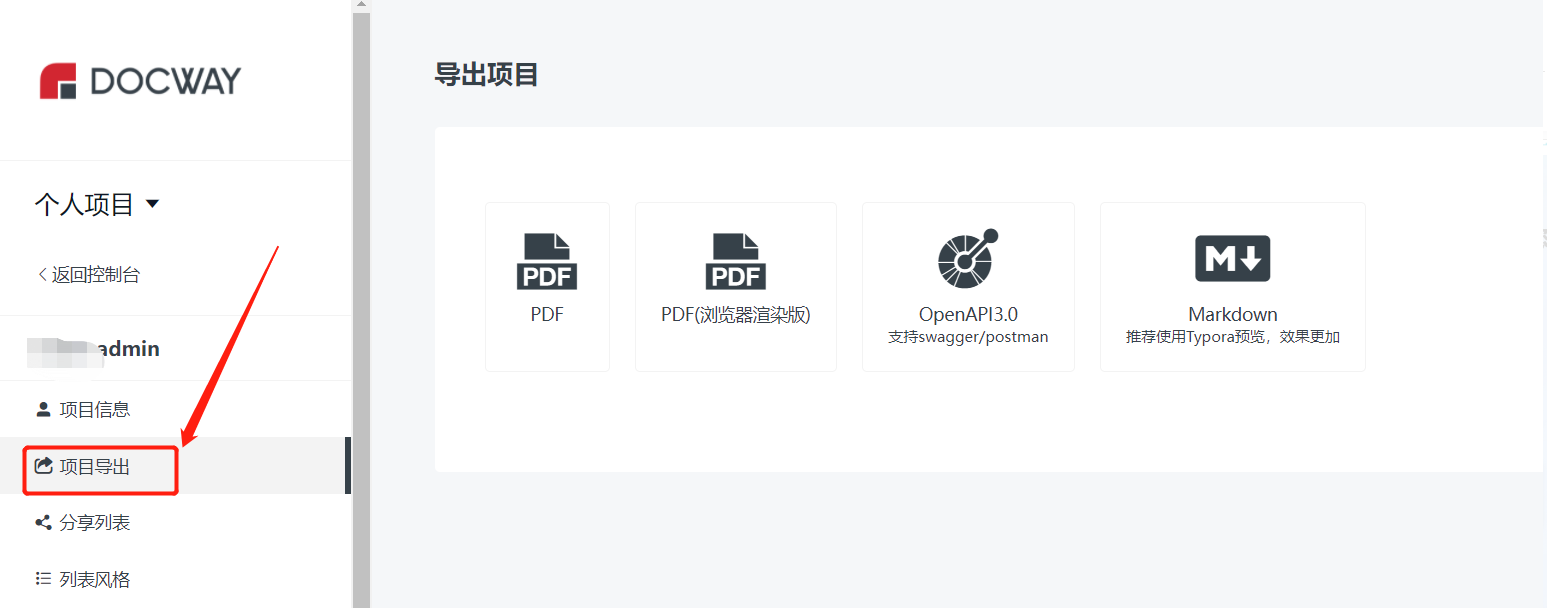 DOCWAY
个人项目
返回控制台
admin
项目信息
项目导出
分享列表
列表风格
导出项目
PDF
PDF
PDF
PDF(浏览器渲染版)
OpenAPI3.0
支持swagger/postman
M
Markdown
推荐使用Typora预览，效果更加